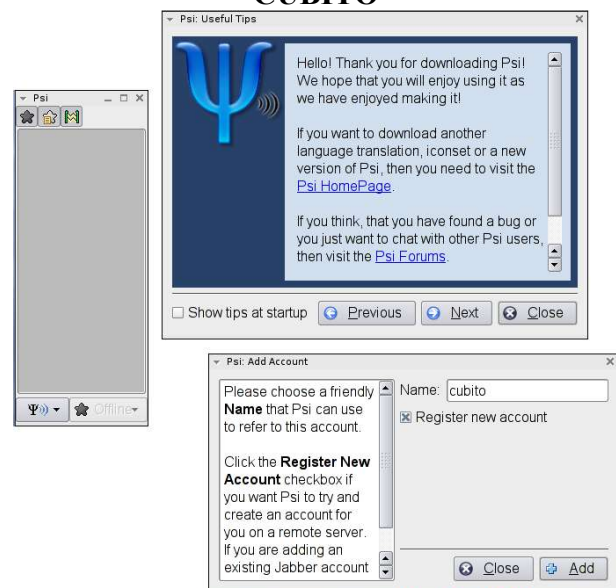 CUBITO
Psi: Useful Tips
Hello! Thank you for downloading Psi!
We hope that you will enjoy using it as
we have enjoyed making it!
If you want to download another
language translation, iconset or a new
version of Psi, then you need to visit the
Psi HomePage.
If you think, that you have found a bug or
you just want to chat with other Psi users,
then visit the Psi Forums.
Show tips at startup Previous Next Close
Psi
Offline
Psi: Add Account
Please choose a friendly
Name that Psi can use
to refer to this account.
Click the Register New
Account checkbox if
you want Psi to try and
create an account for
you on a remote server.
If you are adding an
existing Jabber account
Name: cubito
Register new account
Close Add